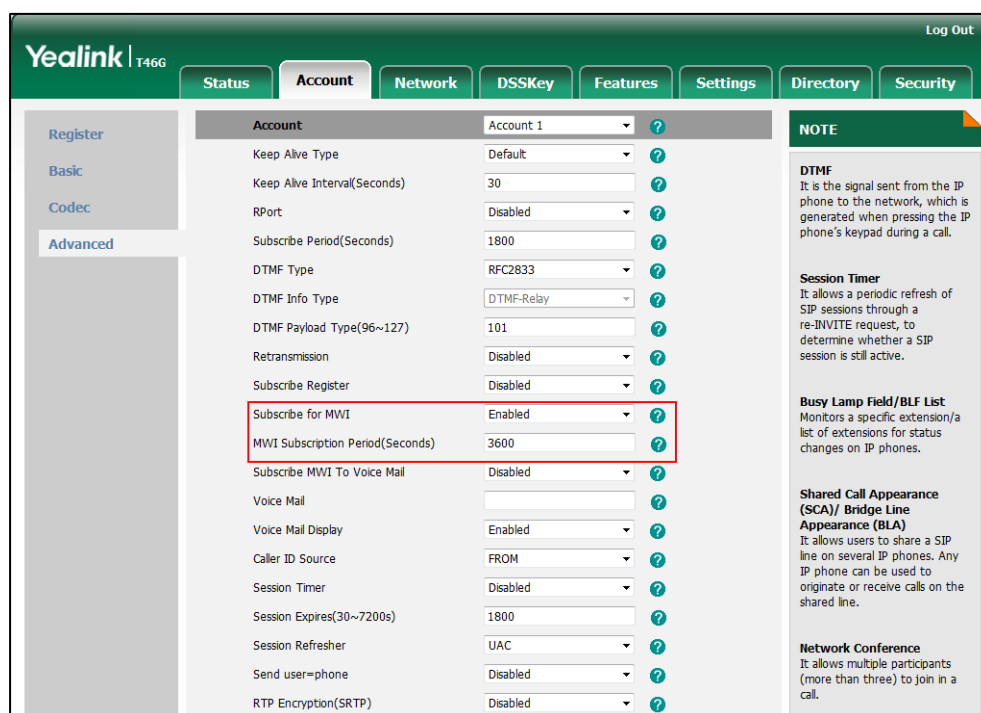 Log Out
Yealink T46G
Status Account Network DSSKey Features Settings Directory Security
Register
Basic
Codec
Advanced
Account Account 1
Keep Alive Type Default
Keep Alive Interval(Seconds) 30
RPort Disabled
Subscribe Period(Seconds) 1800
DTMF Type RFC2833
DTMF Info Type DTMF-Relay
DTMF Payload Type(96~127) 101
Retransmission Disabled
Subscribe Register Disabled
Subscribe for MWI Enabled
MWI Subscription Period(Seconds) 3600
Subscribe MWI To Voice Mail Disabled
Voice Mail
Voice Mail Display Enabled
Caller ID Source FROM
Session Timer Disabled
Session Expires(30~7200s) 1800
Session Refresher UAC
Send user=phone Disabled
RTP Encryption(SRTP) Disabled
NOTE
DTMF
It is the signal sent from the IP
phone to the network, which is
generated when pressing the IP
phone's keypad during a call.
Session Timer
It allows a periodic refresh of
SIP sessions through a
re-INVITE request, to
determine whether a SIP
session is still active.
Busy Lamp Field/BLF List
Monitors a specific extension/a
list of extensions for status
changes on IP phones.
Shared Call Appearance
(SCA)/ Bridge Line
Appearance (BLA)
It allows users to share a SIP
line on several IP phones. Any
IP phone can be used to
originate or receive calls on the
shared line.
Network Conference
It allows multiple participants
(more than three) to join in a
call.